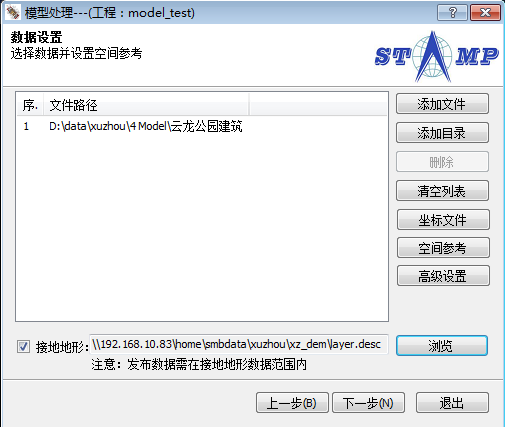 模型处理---(工程：model_test)
数据设置
选择数据并设置空间参考
STAMP
序. 文件路径
1 D:\data\xuzhou\4 Model\云龙公园建筑
添加文件
添加目录
删除
清空列表
坐标文件
空间参考
高级设置
接地地形: \\192.168.10.83\home\smbdata\xuzhou\xz_dem\layer.desc 浏览
注意：发布数据需在接地地形数据范围内
上一步(B) 下一步(N) 退出